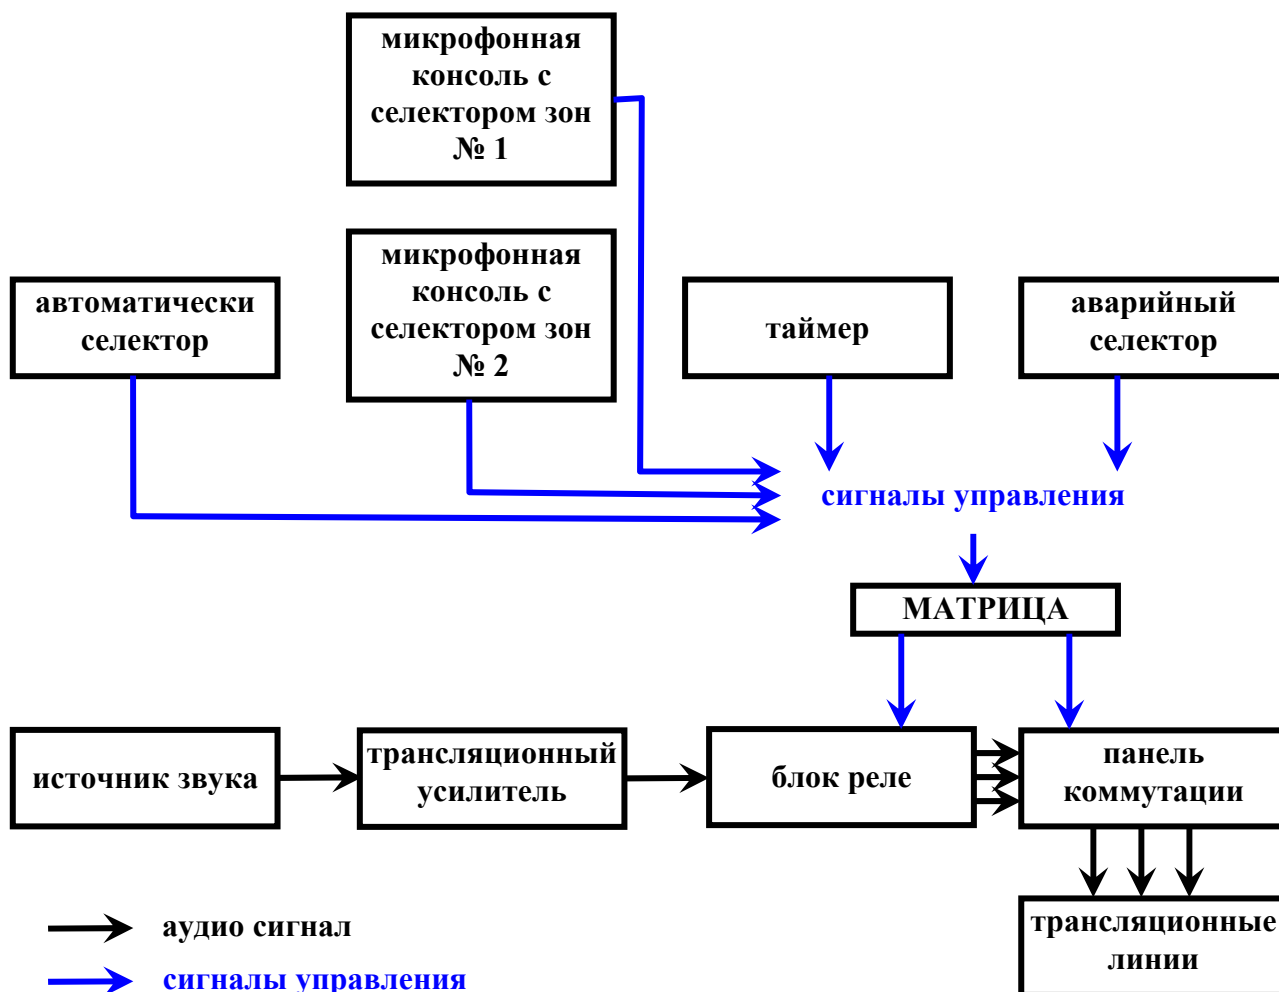 микрофонная
консоль с
селектором зон
№ 1
микрофонная
консоль с
селектором зон
№ 2
автоматически
селектор
таймер
аварийный
селектор
сигналы управления
МАТРИЦА
источник звука
трансляционный
усилитель
блок реле
панель
коммутации
трансляционные
линии
аудио сигнал
сигналы управления